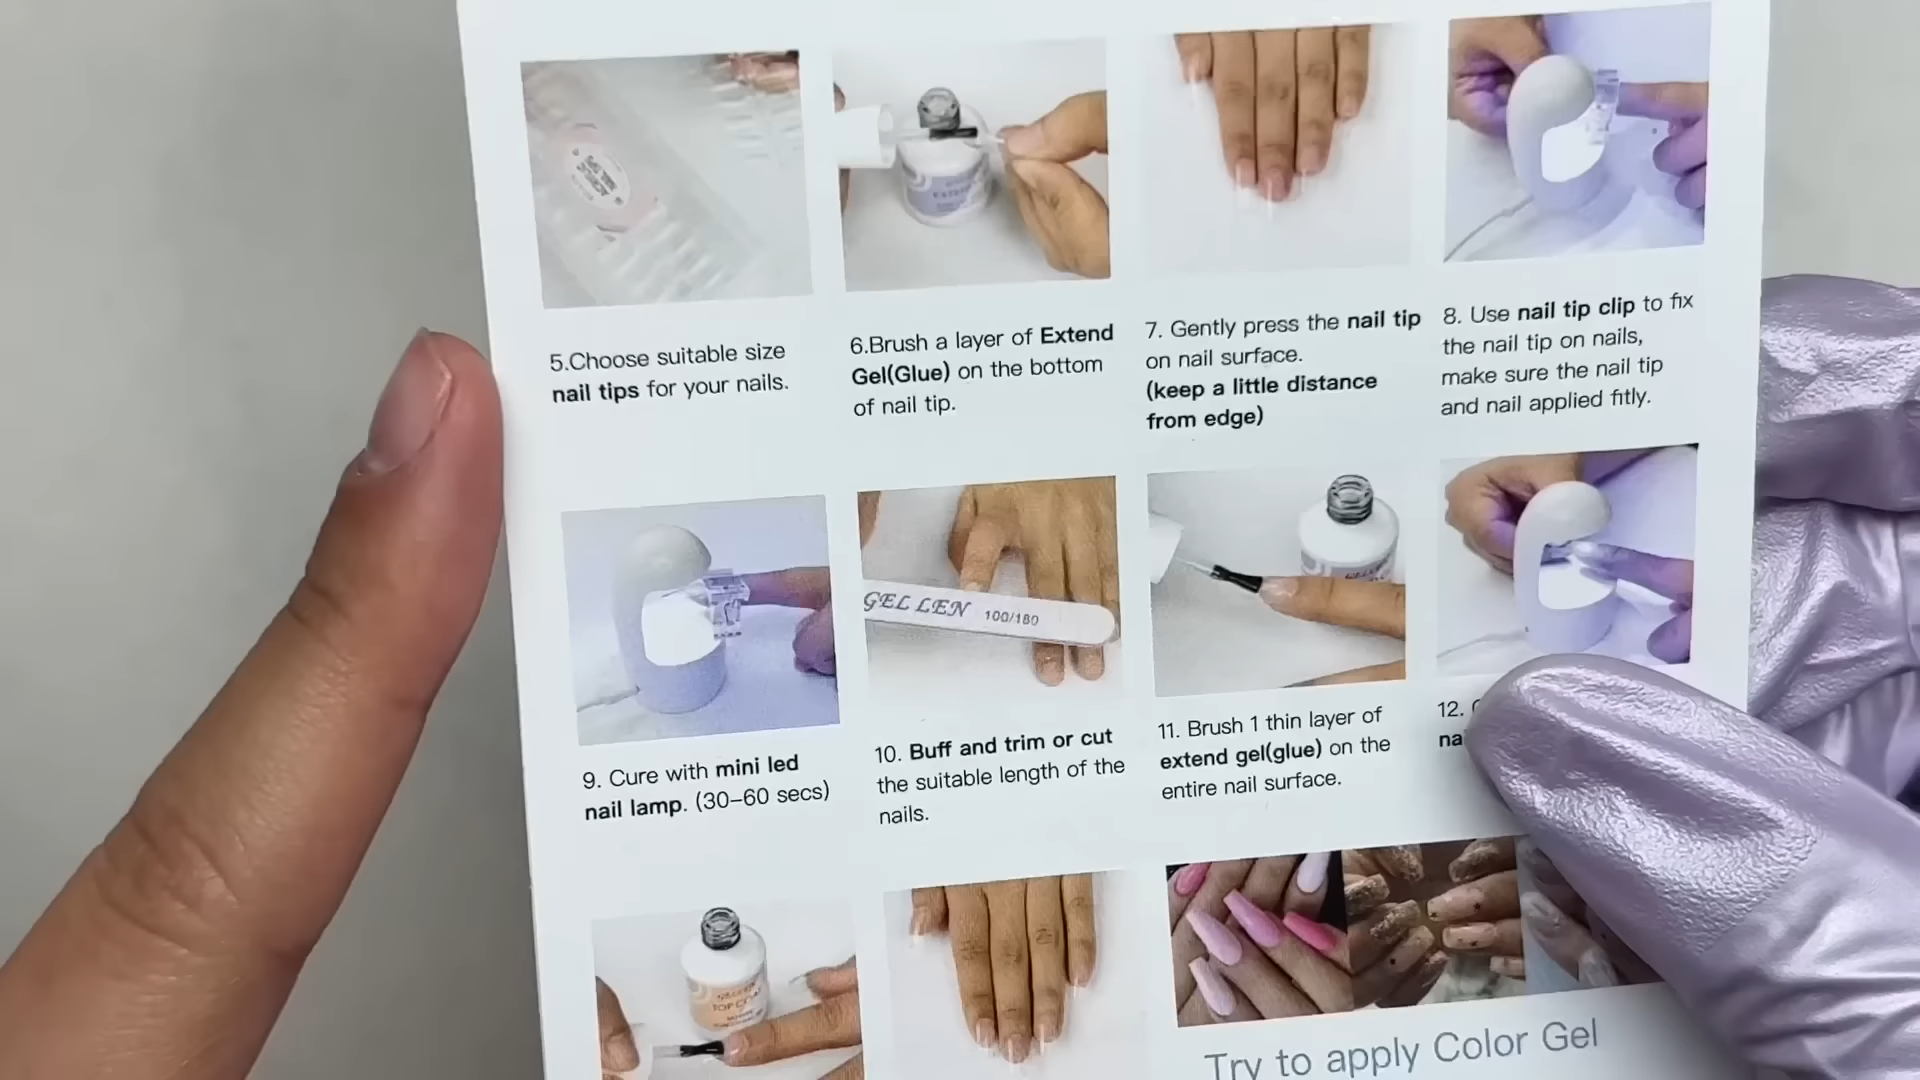 5.Choose suitable size
nail tips for your nails.
6.Brush a layer of Extend
Gel(Glue) on the bottom
of nail tip.
7. Gently press the nail tip
on nail surface.
(keep a little distance
from edge)
8. Use nail tip clip to fix
the nail tip on nails,
make sure the nail tip
and nail applied fitly.
GEL LEN 100/180
9. Cure with mini led
nail lamp. (30-60 secs)
10. Buff and trim or cut
the suitable length of the
nails.
11. Brush 1 thin layer of
extend gel(glue) on the
entire nail surface.
12.
TOP COAT
Try to apply Color Gel